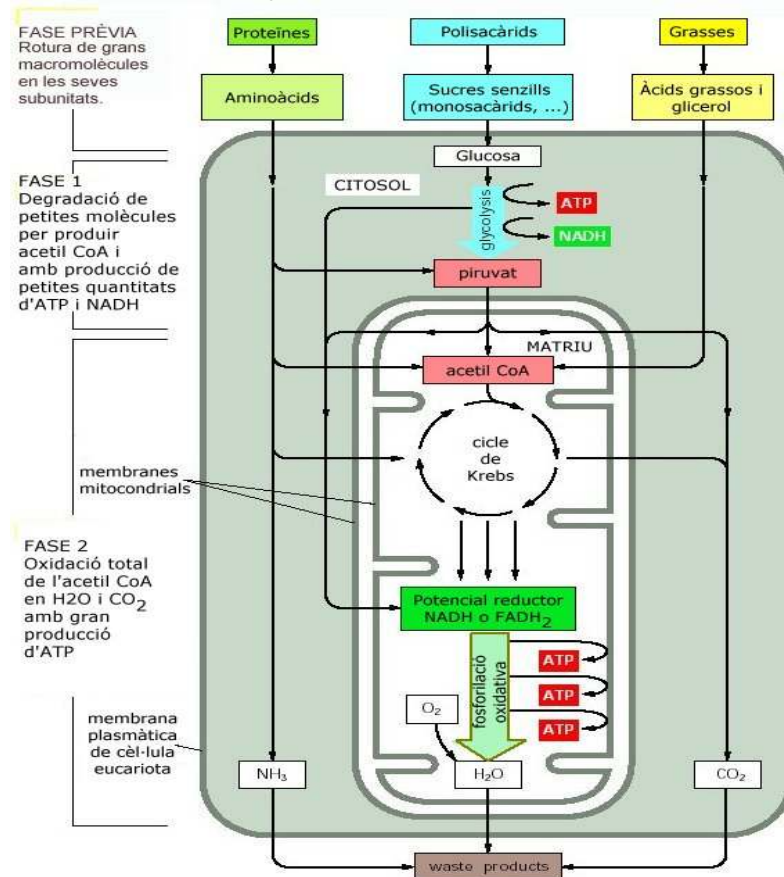 FASE PRÈVIA
Rotura de grans
macromolècules
en les seves
subunitats.
Proteïnes
Polisacàrids
Grasses
Aminoàcids
Sucres senzills
(monosacàrids, ...)
Àcids grassos i
glicerol
FASE 1
Degradació de
petites molècules
per produir
acetil CoA i
amb producció de
petites quantitats
d'ATP i NADH
Glucosa
CITOSOL
glycolysis
ATP
NADH
piruvat
MATRIU
acetil CoA
cicle
de
Krebs
membranes
mitocondrials
FASE 2
Oxidació total
de l'acetil CoA
en H2O i CO₂
amb gran
producció
d'ATP
Potencial reductor
NADH o FADH₂
fosforilació
oxidativa
ATP
ATP
ATP
O₂
membrana
plasmàtica
de cèl·lula
eucariota
NH₃
H₂O
CO₂
waste products